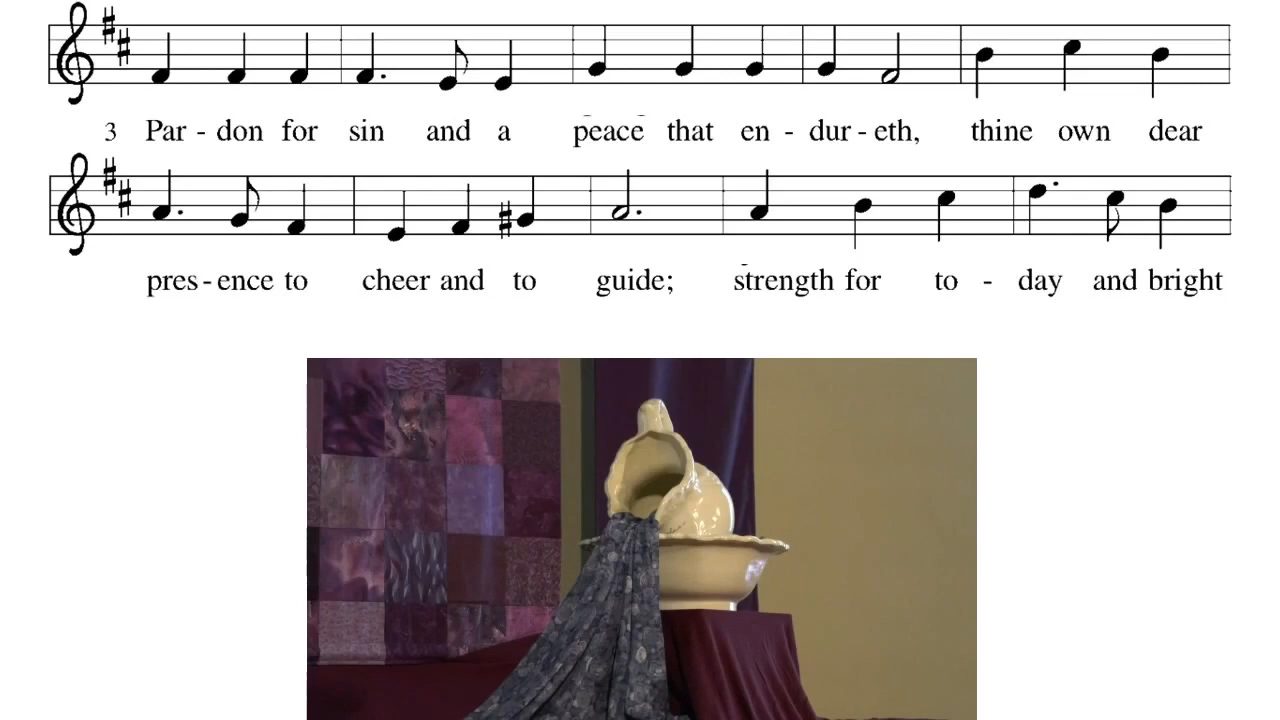 3 Par - don for sin and a peace that en - dur - eth, thine own dear
pres - ence to cheer and to guide; strength for to - day and bright